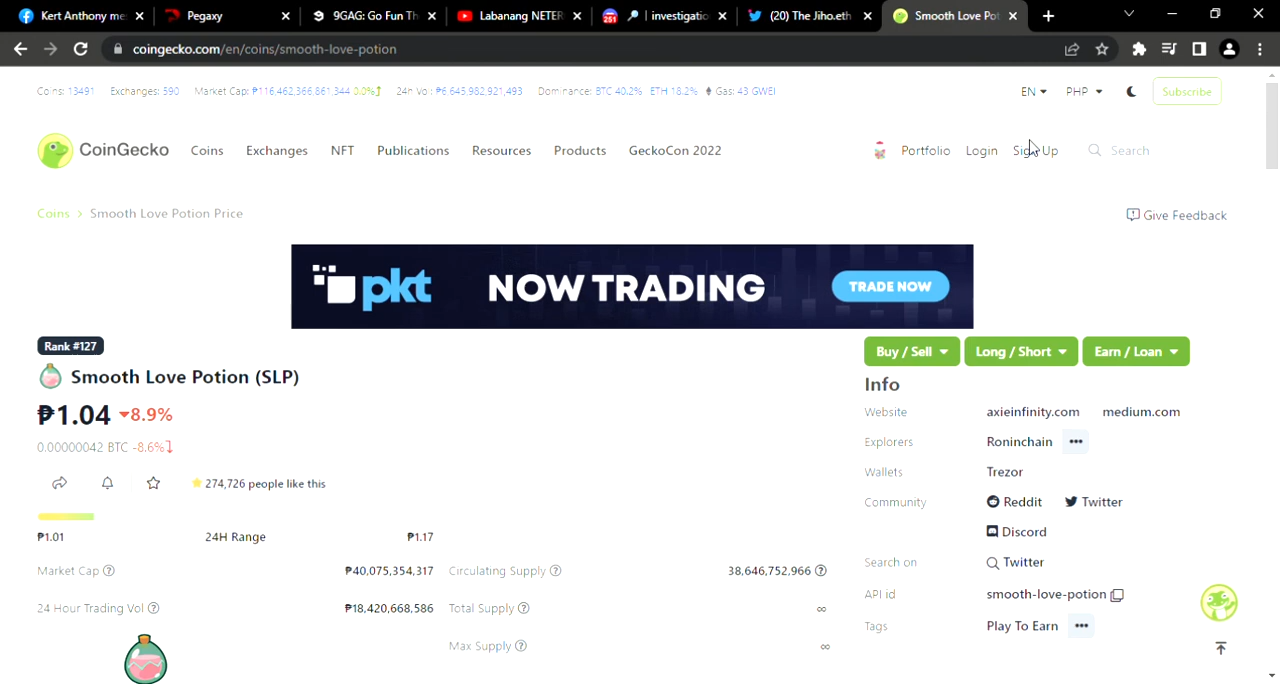 Kert Anthony me
Pegaxy
9GAG: Go Fun Th
Labanang NETER
251
| investigatio
(20) The Jiho.eth
Smooth Love Pot
coingecko.com/en/coins/smooth-love-potion
Coins: 13491 Exchanges: 590 Market Cap: ₱116,462,366,861,344 0.0% 24h Vol: ₱6,645,982,921,493 Dominance: BTC 40.2% ETH 18.2% Gas: 43 GWEI
EN PHP Subscribe
CoinGecko Coins Exchanges NFT Publications Resources Products GeckoCon 2022 Portfolio Login Sign Up Search
Coins > Smooth Love Potion Price
Give Feedback
pkt NOW TRADING TRADE NOW
Rank #127
Smooth Love Potion (SLP)
₱1.04 8.9%
0.00000042 BTC -8.6%
274,726 people like this
₱1.01 24H Range ₱1.17
Market Cap ₱40,075,354,317 Circulating Supply 38,646,752,966
24 Hour Trading Vol ₱18,420,668,586 Total Supply ∞
Max Supply ∞
Buy / Sell Long / Short Earn / Loan
Info
Website axieinfinity.com medium.com
Explorers Roninchain •••
Wallets Trezor
Community Reddit Twitter
Discord
Search on Twitter
API id smooth-love-potion
Tags Play To Earn •••